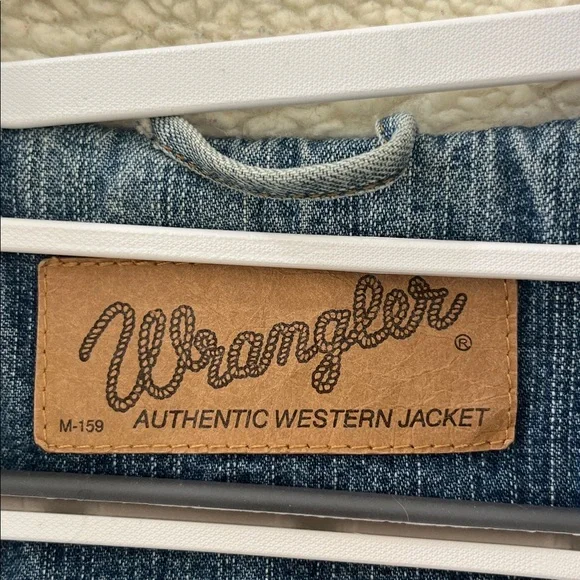 Wrangler®
M-159 AUTHENTIC WESTERN JACKET